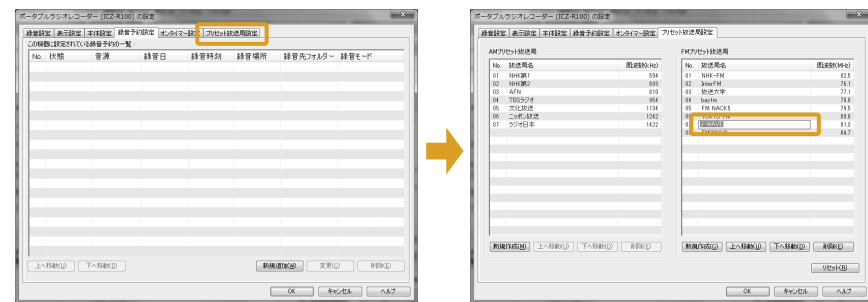 ポータブルラジオレコーダー (ICZ-R100) の設定
録音設定 表示設定 本体設定 録音予約設定 オンタイマー設定 プリセット放送局設定
この機器に設定されている録音予約の一覧:
No. 状態 音源 録音日 録音時刻 録音場所 録音先フォルダー 録音モード
上へ移動(U) 下へ移動(D) 新規追加(W) 変更(C) 削除(E)
OK キャンセル ヘルプ
ポータブルラジオレコーダー (ICZ-R100) の設定
録音設定 表示設定 本体設定 録音予約設定 オンタイマー設定 プリセット放送局設定
AMプリセット放送局
No. 放送局名 周波数(kHz)
01 NHK第1 594
02 NHK第2 693
03 AFN 810
04 TBSラジオ 954
05 文化放送 1134
06 ニッポン放送 1242
07 ラジオ日本 1422
新規作成(M) 上へ移動(U) 下へ移動(D) 削除(E)
FMプリセット放送局
No. 放送局名 周波数(MHz)
01 NHK-FM 82.5
02 InterFM 76.1
03 放送大学 77.1
04 bayfm 78.0
05 FM NACK5 79.5
06 TOKYO FM 80.0
07 J-WAVE 81.3
84.7
新規作成(G) 上へ移動(U) 下へ移動(D) 削除(E)
リセット(R)
OK キャンセル ヘルプ